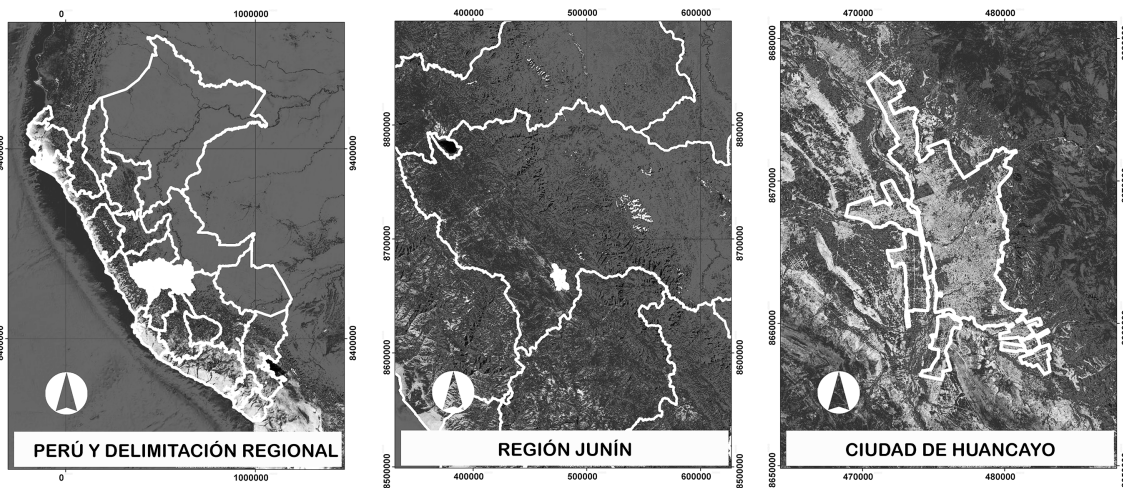 0 1000000
9400000 9400000
8400000 8400000
PERÚ Y DELIMITACIÓN REGIONAL
0 1000000
400000 500000 600000
8800000 8800000
8700000 8700000
8600000 8600000
8500000 8500000
REGIÓN JUNÍN
400000 500000 600000
470000 480000
8680000
8670000
8660000
8650000
CIUDAD DE HUANCAYO
470000 480000